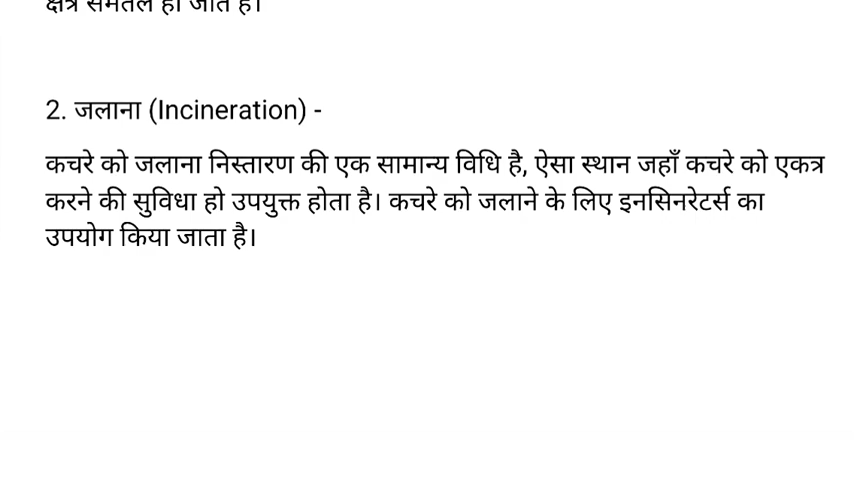 क्षेत्र समतल हो जाते है।
2. जलाना (Incineration) -
कचरे को जलाना निस्तारण की एक सामान्य विधि है, ऐसा स्थान जहाँ कचरे को एकत्र
करने की सुविधा हो उपयुक्त होता है। कचरे को जलाने के लिए इनसिनरेटर्स का
उपयोग किया जाता है।